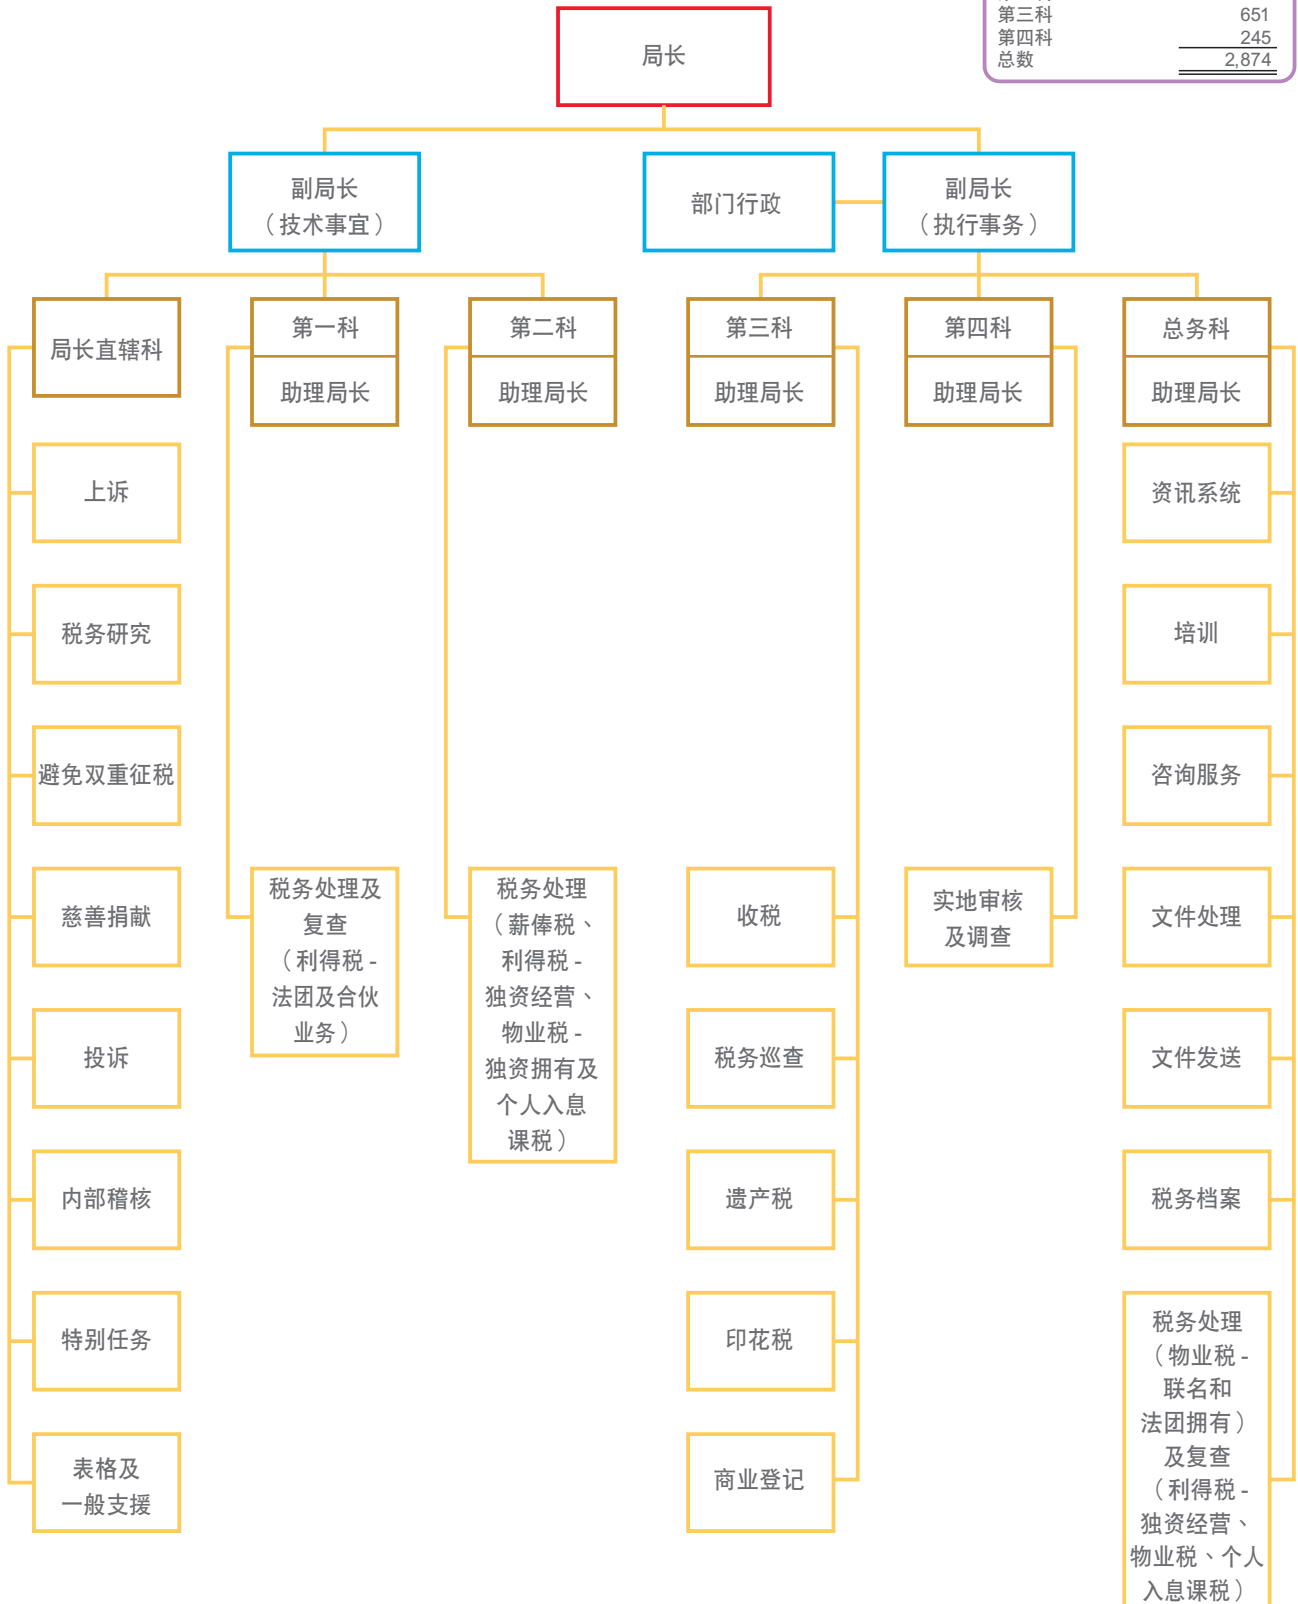 第三科 651
第四科 245
总数 2,874
局长
副局长
（技术事宜）
部门行政
副局长
（执行事务）
局长直辖科
第一科
助理局长
第二科
助理局长
第三科
助理局长
第四科
助理局长
总务科
助理局长
上诉
税务研究
避免双重征税
慈善捐献
投诉
内部稽核
特别任务
表格及
一般支援
税务处理及
复查
（利得税 -
法团及合伙
业务）
税务处理
（薪俸税、
利得税 -
独资经营、
物业税 -
独资拥有及
个人入息
课税）
收税
税务巡查
遗产税
印花税
商业登记
实地审核
及调查
资讯系统
培训
咨询服务
文件处理
文件发送
税务档案
税务处理
（物业税 -
联名和
法团拥有）
及复查
（利得税 -
独资经营、
物业税、个人
入息课税）